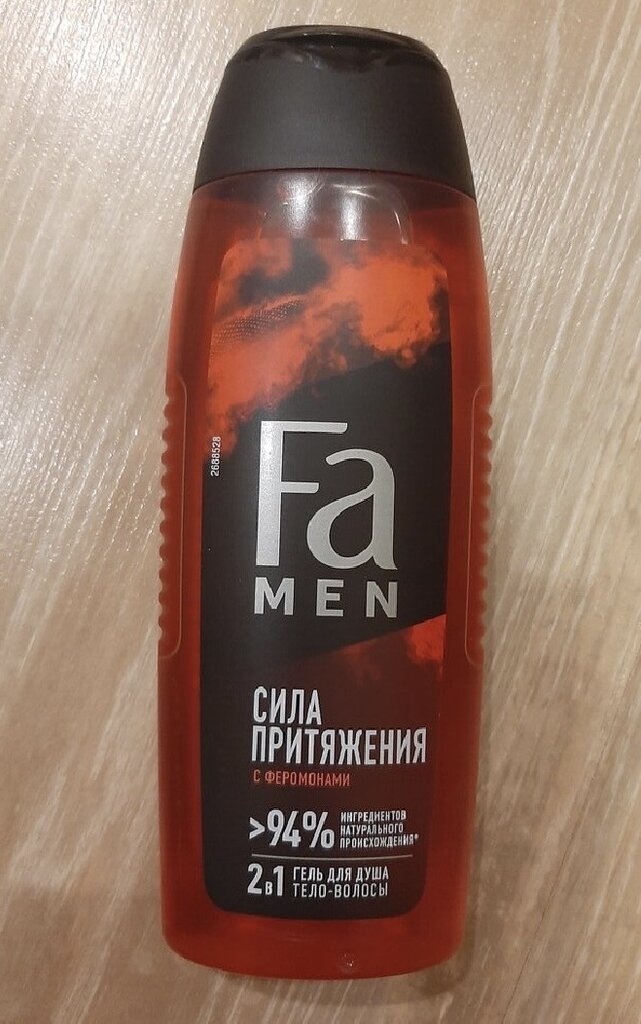 2688528
Fa
MEN
СИЛА
ПРИТЯЖЕНИЯ
С ФЕРОМОНАМИ
>94% ИНГРЕДИЕНТОВ
НАТУРАЛЬНОГО
ПРОИСХОЖДЕНИЯ*
2в1 ГЕЛЬ ДЛЯ ДУША
ТЕЛО-ВОЛОСЫ